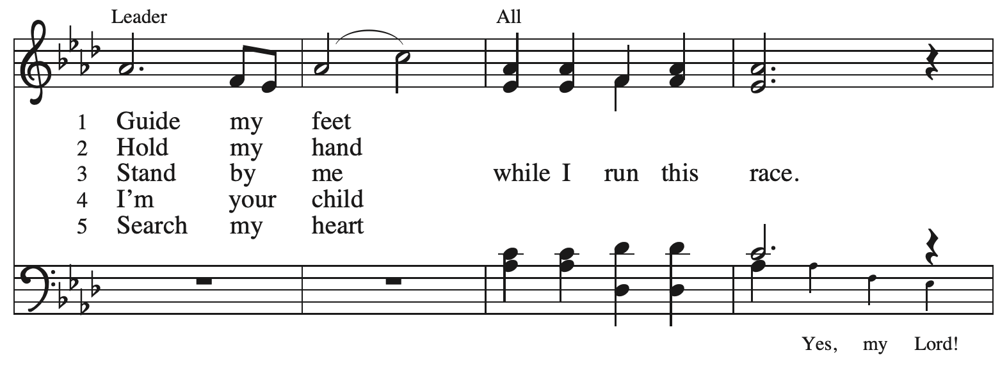 Leader All
1 Guide my feet
2 Hold my hand
3 Stand by me while I run this race.
4 I’m your child
5 Search my heart
Yes, my Lord!